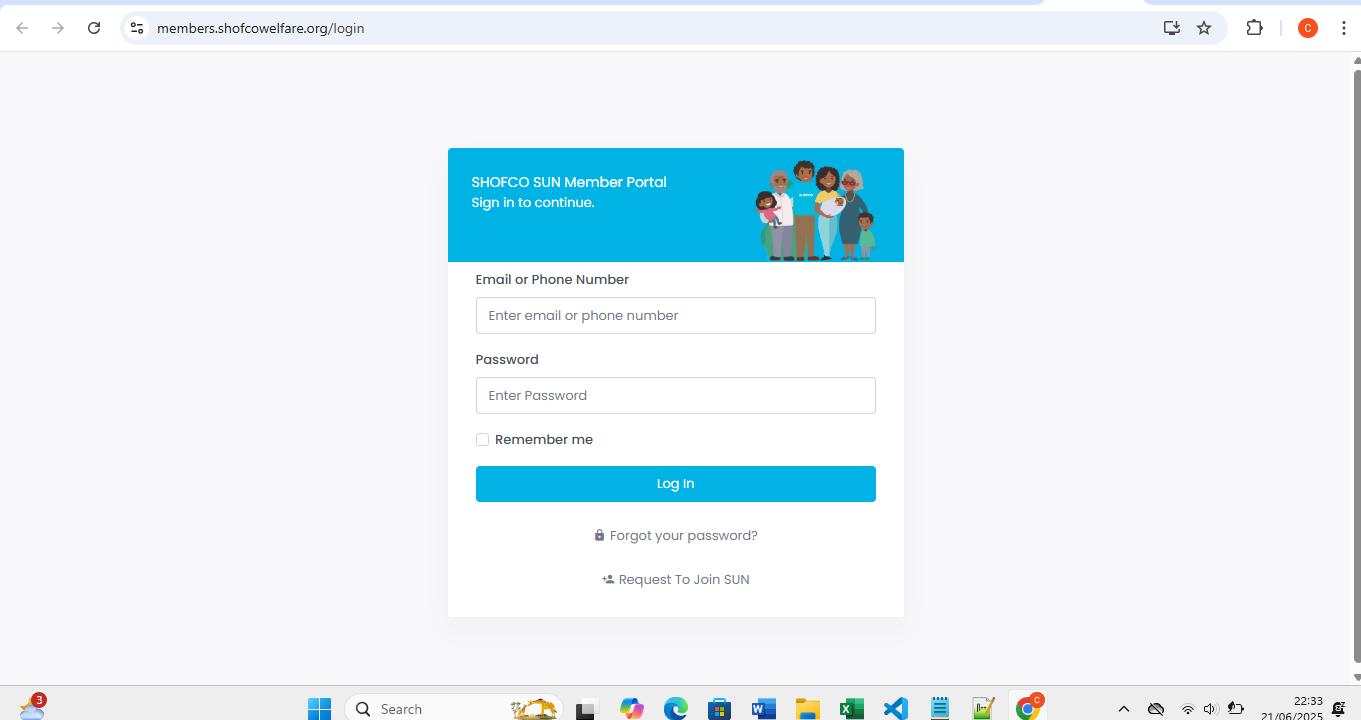 members.shofcowelfare.org/login
C
SHOFCO SUN Member Portal
Sign in to continue.
Email or Phone Number
Enter email or phone number
Password
Enter Password
Remember me
Log In
Forgot your password?
Request To Join SUN
3
Search
C
22:33
21/06/2025